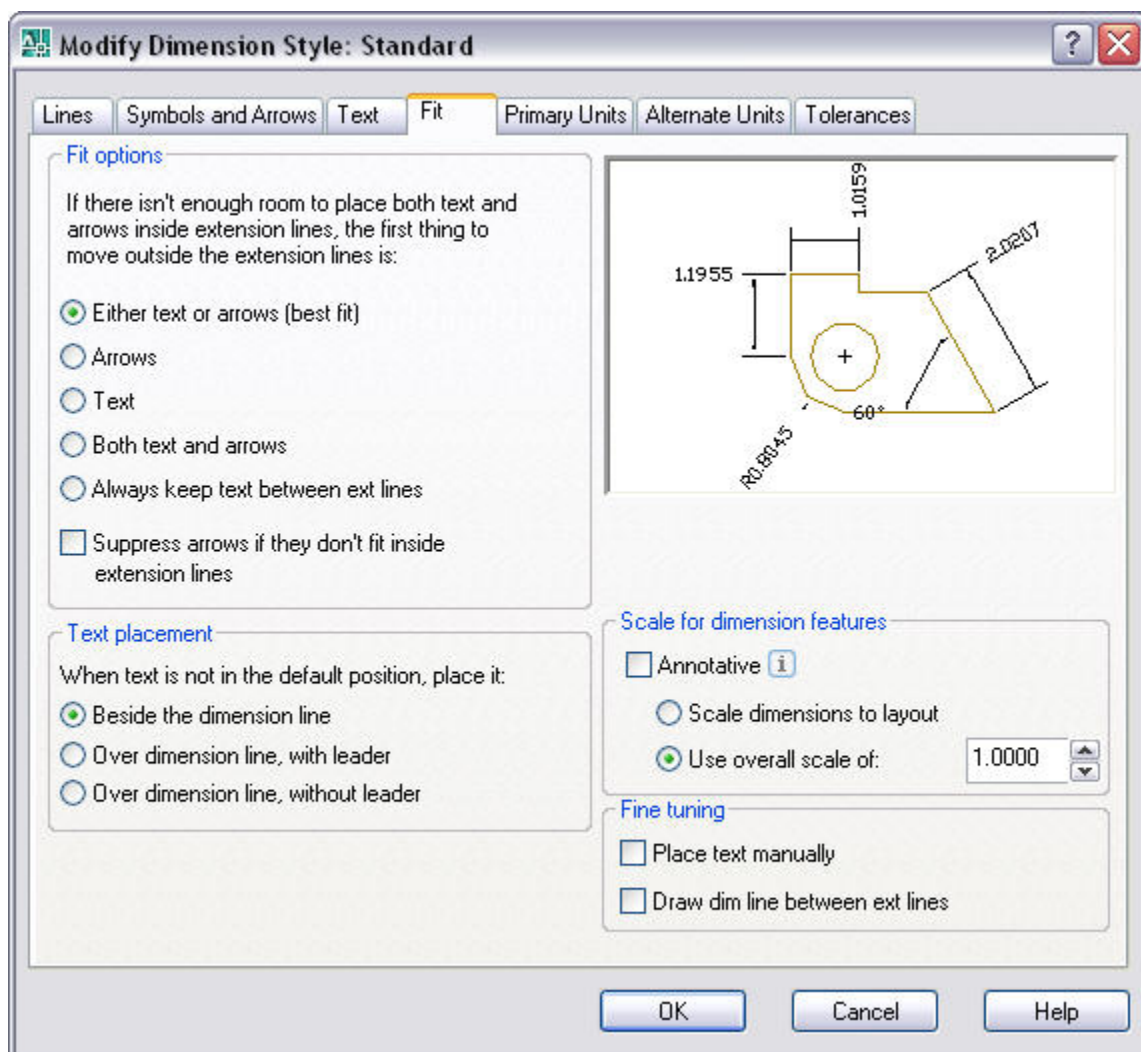 Modify Dimension Style: Standard
?
Lines
Symbols and Arrows
Text
Fit
Primary Units
Alternate Units
Tolerances
Fit options
If there isn't enough room to place both text and
arrows inside extension lines, the first thing to
move outside the extension lines is:
Either text or arrows (best fit)
Arrows
Text
Both text and arrows
Always keep text between ext lines
Suppress arrows if they don't fit inside
extension lines
1.0159
1.1955
2.0207
60°
R0.8045
Text placement
When text is not in the default position, place it:
Beside the dimension line
Over dimension line, with leader
Over dimension line, without leader
Scale for dimension features
Annotative
i
Scale dimensions to layout
Use overall scale of:
1.0000
Fine tuning
Place text manually
Draw dim line between ext lines
OK
Cancel
Help